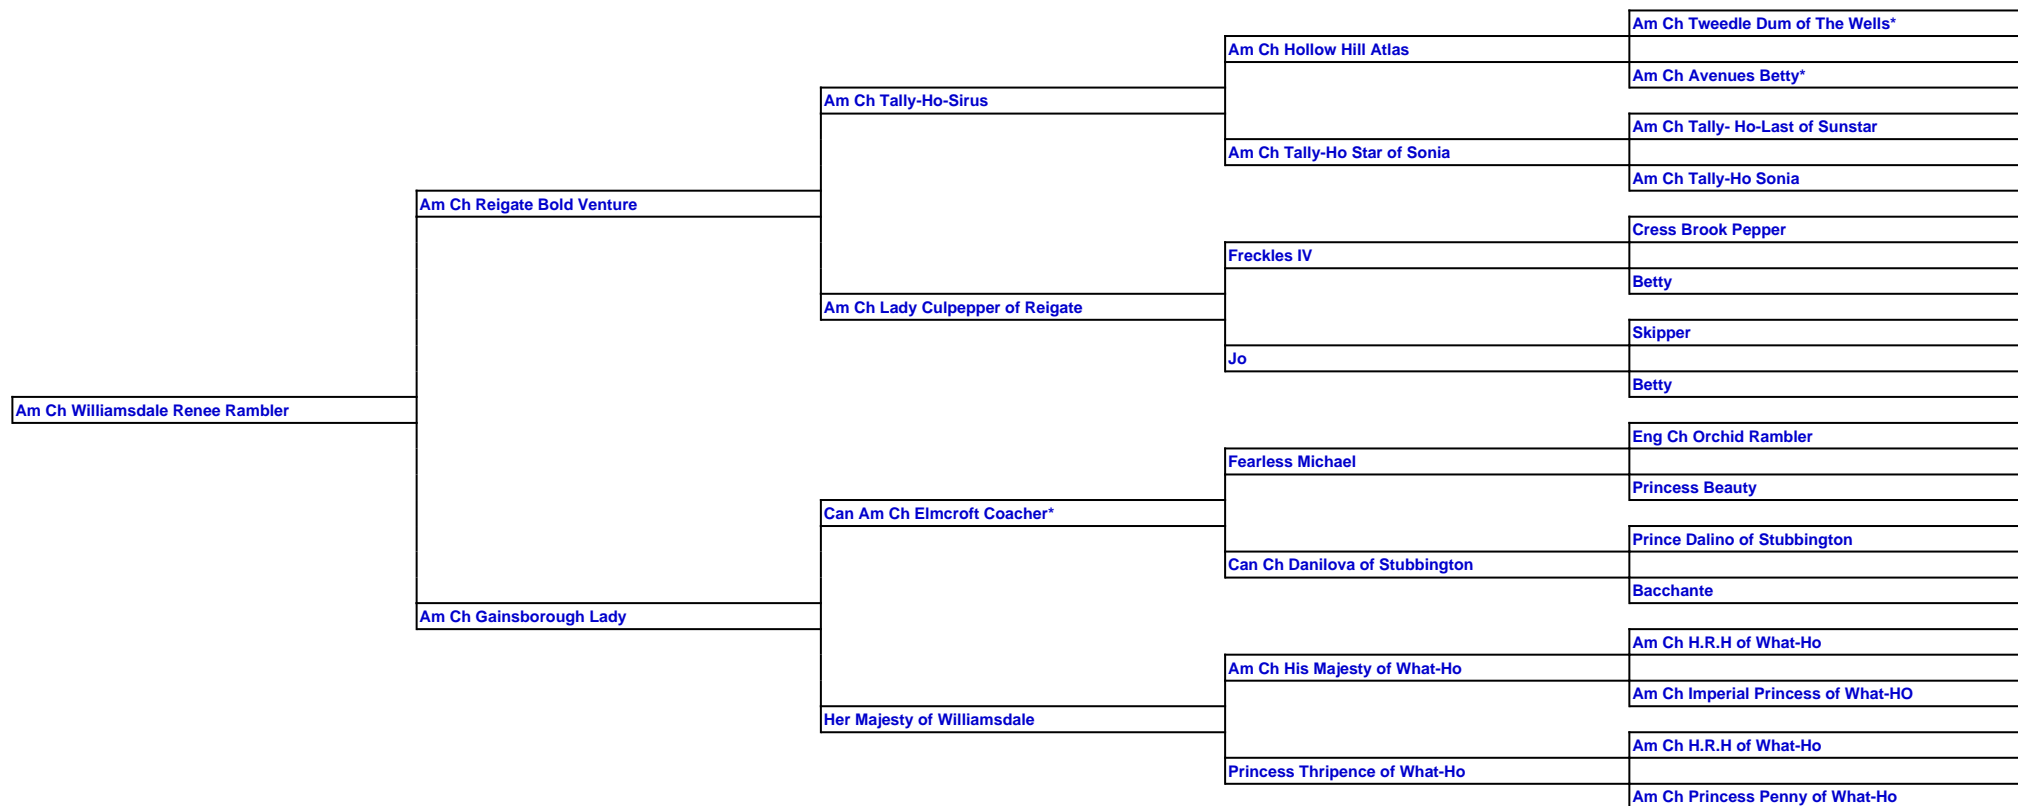 Am Ch Tweedle Dum of The Wells*
Am Ch Hollow Hill Atlas
Am Ch Avenues Betty*
Am Ch Tally-Ho-Sirus
Am Ch Tally- Ho-Last of Sunstar
Am Ch Tally-Ho Star of Sonia
Am Ch Tally-Ho Sonia
Am Ch Reigate Bold Venture
Cress Brook Pepper
Freckles IV
Betty
Am Ch Lady Culpepper of Reigate
Skipper
Jo
Betty
Am Ch Williamsdale Renee Rambler
Eng Ch Orchid Rambler
Fearless Michael
Princess Beauty
Can Am Ch Elmcroft Coacher*
Prince Dalino of Stubbington
Can Ch Danilova of Stubbington
Bacchante
Am Ch Gainsborough Lady
Am Ch H.R.H of What-Ho
Am Ch His Majesty of What-Ho
Am Ch Imperial Princess of What-HO
Her Majesty of Williamsdale
Am Ch H.R.H of What-Ho
Princess Thripence of What-Ho
Am Ch Princess Penny of What-Ho